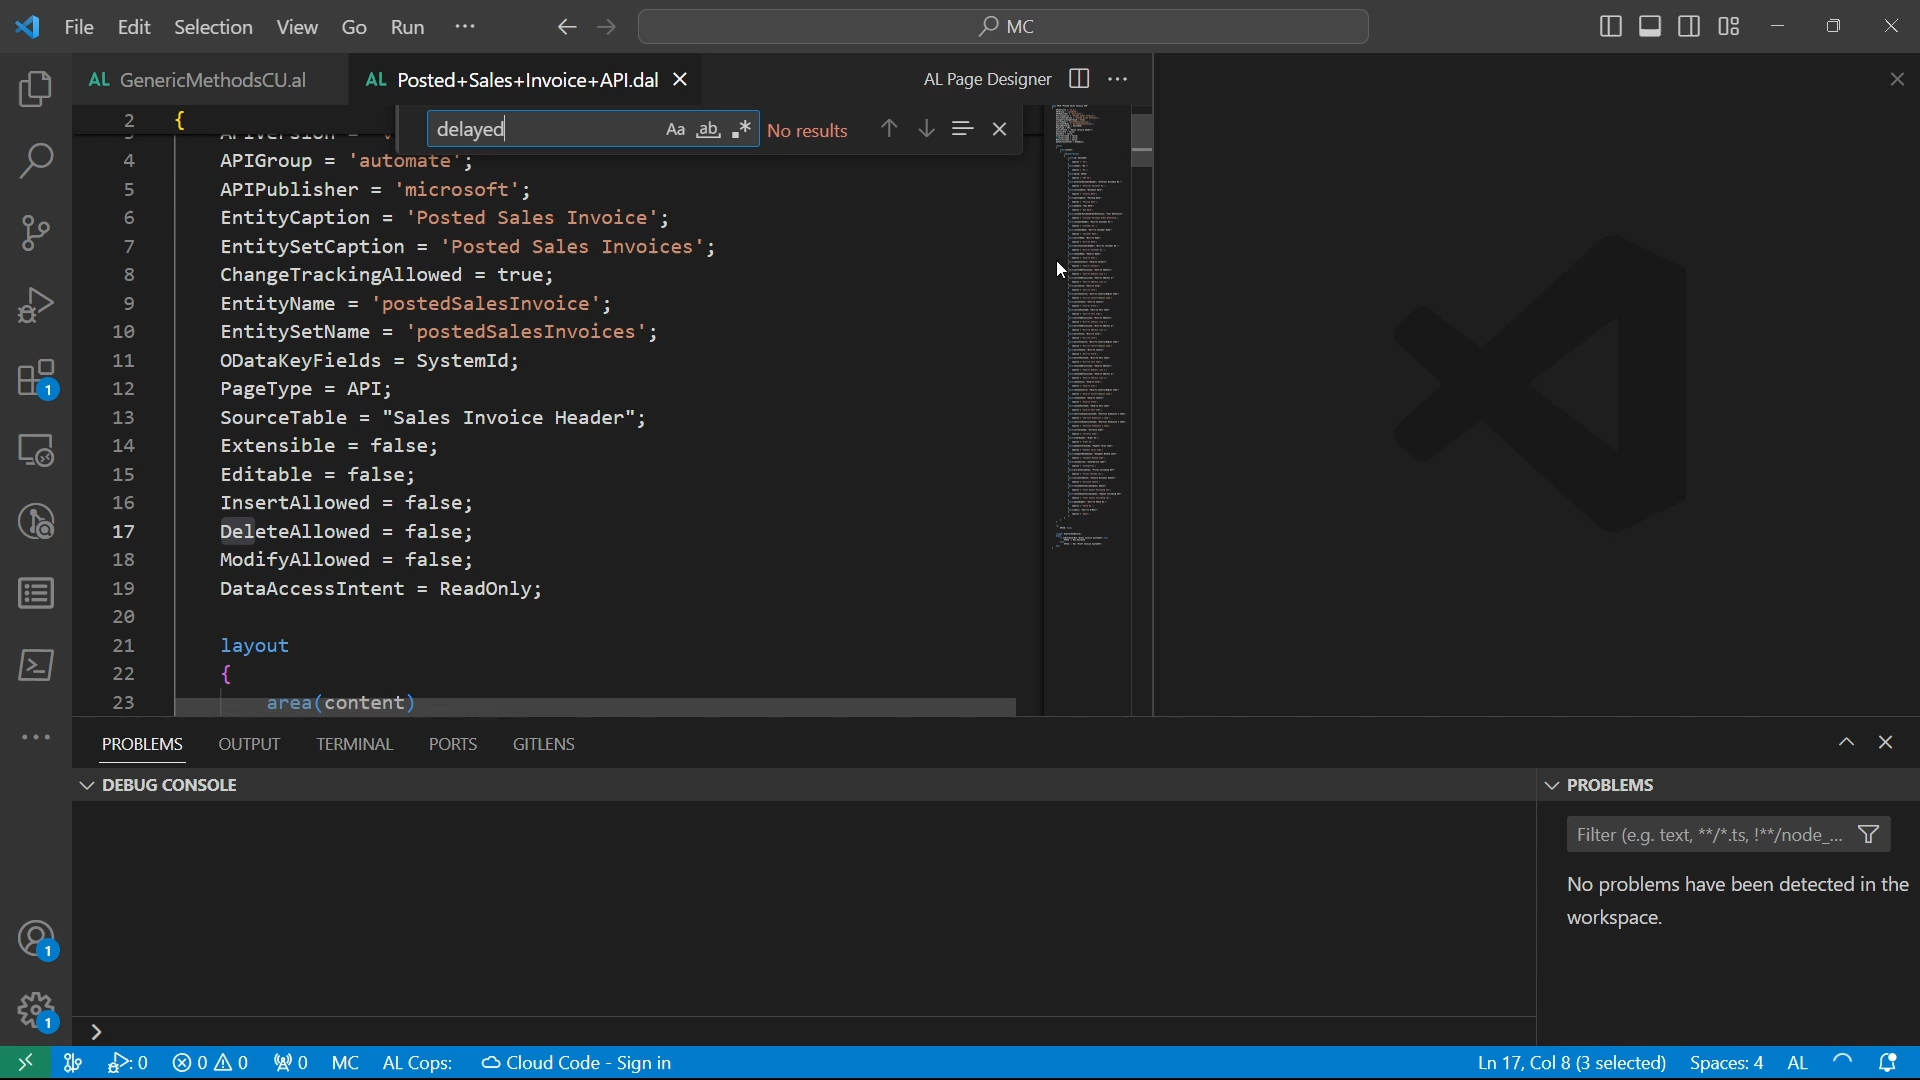 File Edit Selection View Go Run ··· MC
AL GenericMethodsCU.al AL Posted+Sales+Invoice+API.dal AL Page Designer ···
delayed Aa ab .* No results
2 {
4 APIGroup = 'automate';
5 APIPublisher = 'microsoft';
6 EntityCaption = 'Posted Sales Invoice';
7 EntitySetCaption = 'Posted Sales Invoices';
8 ChangeTrackingAllowed = true;
9 EntityName = 'postedSalesInvoice';
10 EntitySetName = 'postedSalesInvoices';
11 ODataKeyFields = SystemId;
12 PageType = API;
13 SourceTable = "Sales Invoice Header";
14 Extensible = false;
15 Editable = false;
16 InsertAllowed = false;
17 DeleteAllowed = false;
18 ModifyAllowed = false;
19 DataAccessIntent = ReadOnly;
20
21 layout
22 {
23 area(content)
1
PROBLEMS OUTPUT TERMINAL PORTS GITLENS
DEBUG CONSOLE
PROBLEMS
Filter (e.g. text, **/*.ts, !**/node_...
No problems have been detected in the
workspace.
1
1
>
0 0 0 0 MC AL Cops: Cloud Code - Sign in Ln 17, Col 8 (3 selected) Spaces: 4 AL